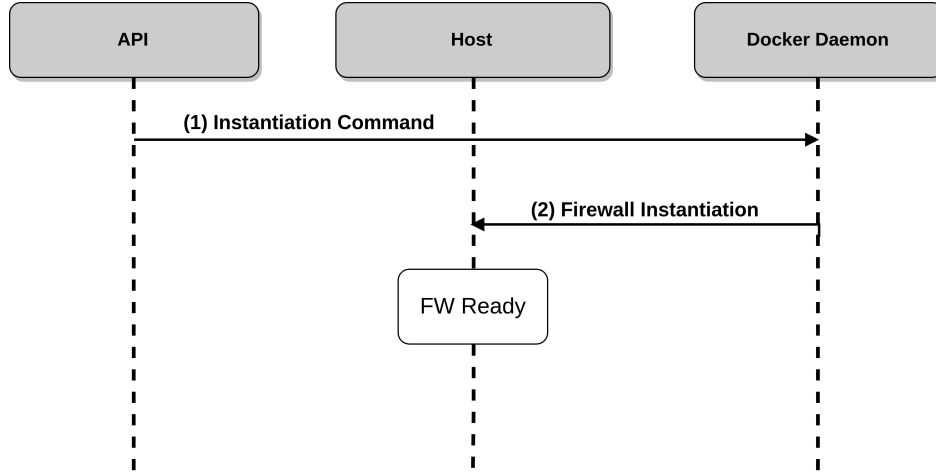 API
Host
Docker Daemon
(1) Instantiation Command
(2) Firewall Instantiation
FW Ready